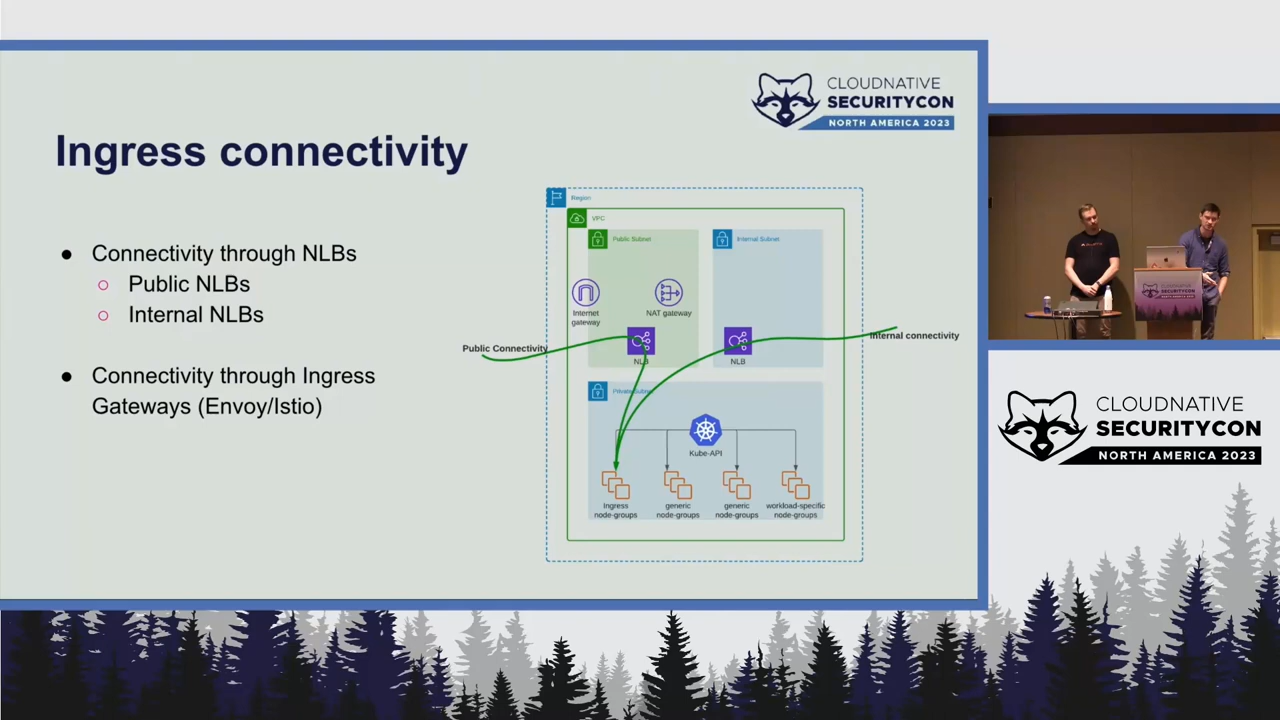 CLOUDNATIVE
SECURITYCON
NORTH AMERICA 2023
Ingress connectivity
● Connectivity through NLBs
○ Public NLBs
○ Internal NLBs
● Connectivity through Ingress
Gateways (Envoy/Istio)
Region
VPC
Public Subnet
Internal Subnet
Internet
gateway
NAT gateway
Public Connectivity
Internal connectivity
NLB
NLB
Private Subnet
Kube-API
Ingress
node-groups
generic
node-groups
generic
node-groups
workload-specific
node-groups
CLOUDNATIVE
SECURITYCON
NORTH AMERICA 2023